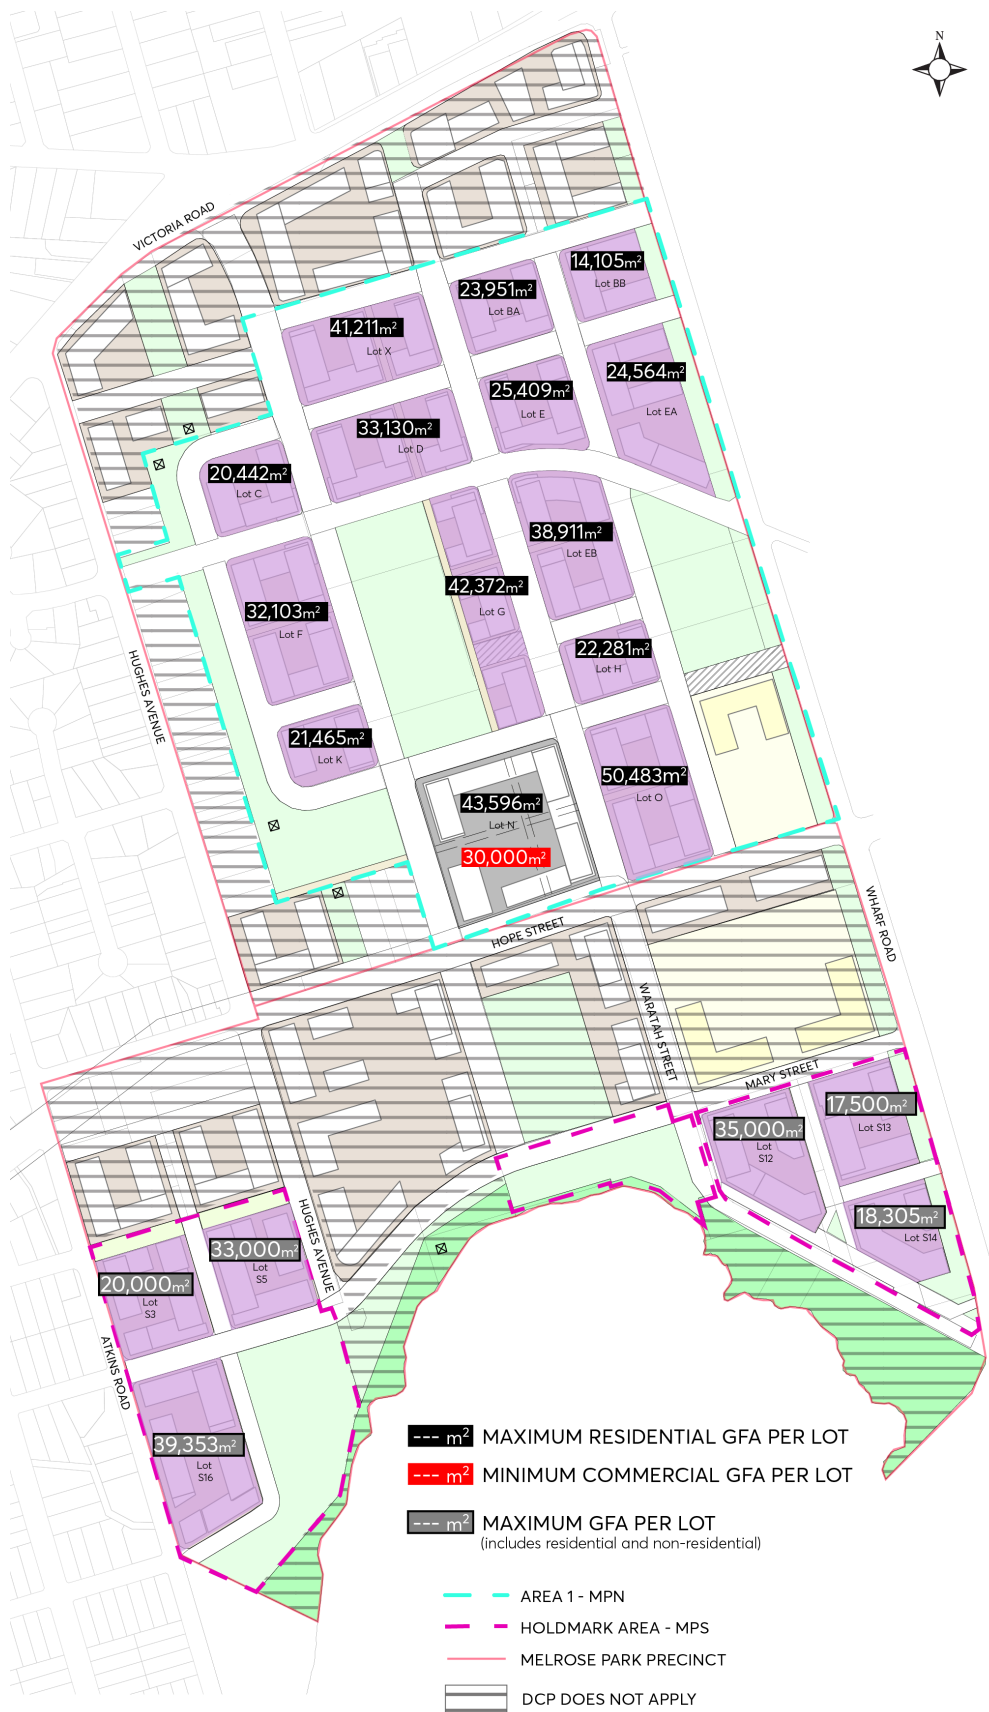 N
VICTORIA ROAD
14,105m²
Lot BB
23,951m²
Lot BA
41,211m²
Lot X
24,564m²
Lot EA
25,409m²
Lot E
33,130m²
Lot D
20,442m²
Lot C
38,911m²
Lot EB
42,372m²
Lot G
32,103m²
Lot F
22,281m²
Lot H
HUGHES AVENUE
21,465m²
Lot K
50,483m²
Lot O
43,596m²
Lot N
30,000m²
HOPE STREET
WHARF ROAD
WARATAH STREET
MARY STREET
17,500m²
Lot S13
35,000m²
Lot
S12
18,305m²
Lot S14
HUGHES AVENUE
33,000m²
Lot
S5
20,000m²
Lot
S3
ATKINS ROAD
39,353m²
Lot
S16
--- m² MAXIMUM RESIDENTIAL GFA PER LOT
--- m² MINIMUM COMMERCIAL GFA PER LOT
--- m² MAXIMUM GFA PER LOT
(includes residential and non-residential)
AREA 1 - MPN
HOLDMARK AREA - MPS
MELROSE PARK PRECINCT
DCP DOES NOT APPLY